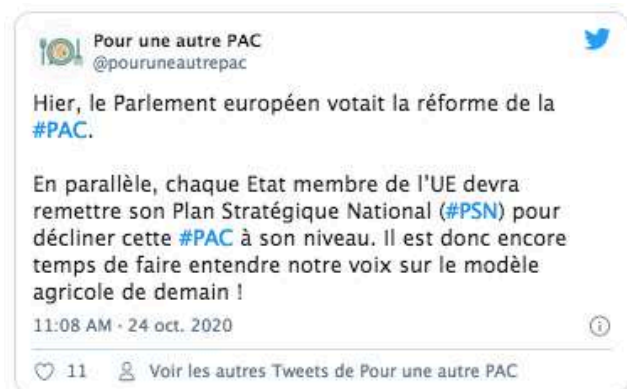 Pour une autre PAC
@pouruneautrepac
Hier, le Parlement européen votait la réforme de la
#PAC.
En parallèle, chaque Etat membre de l'UE devra
remettre son Plan Stratégique National (#PSN) pour
décliner cette #PAC à son niveau. Il est donc encore
temps de faire entendre notre voix sur le modèle
agricole de demain !
11:08 AM · 24 oct. 2020
11 Voir les autres Tweets de Pour une autre PAC